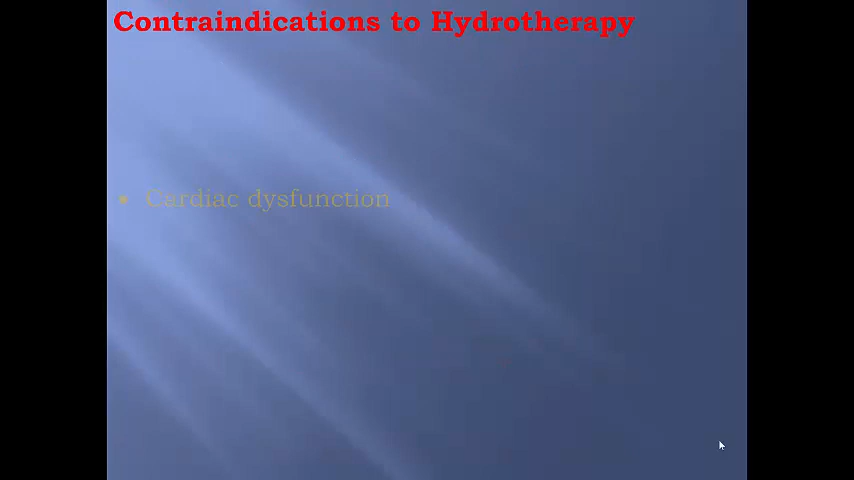 Contraindications to Hydrotherapy
• Cardiac dysfunction